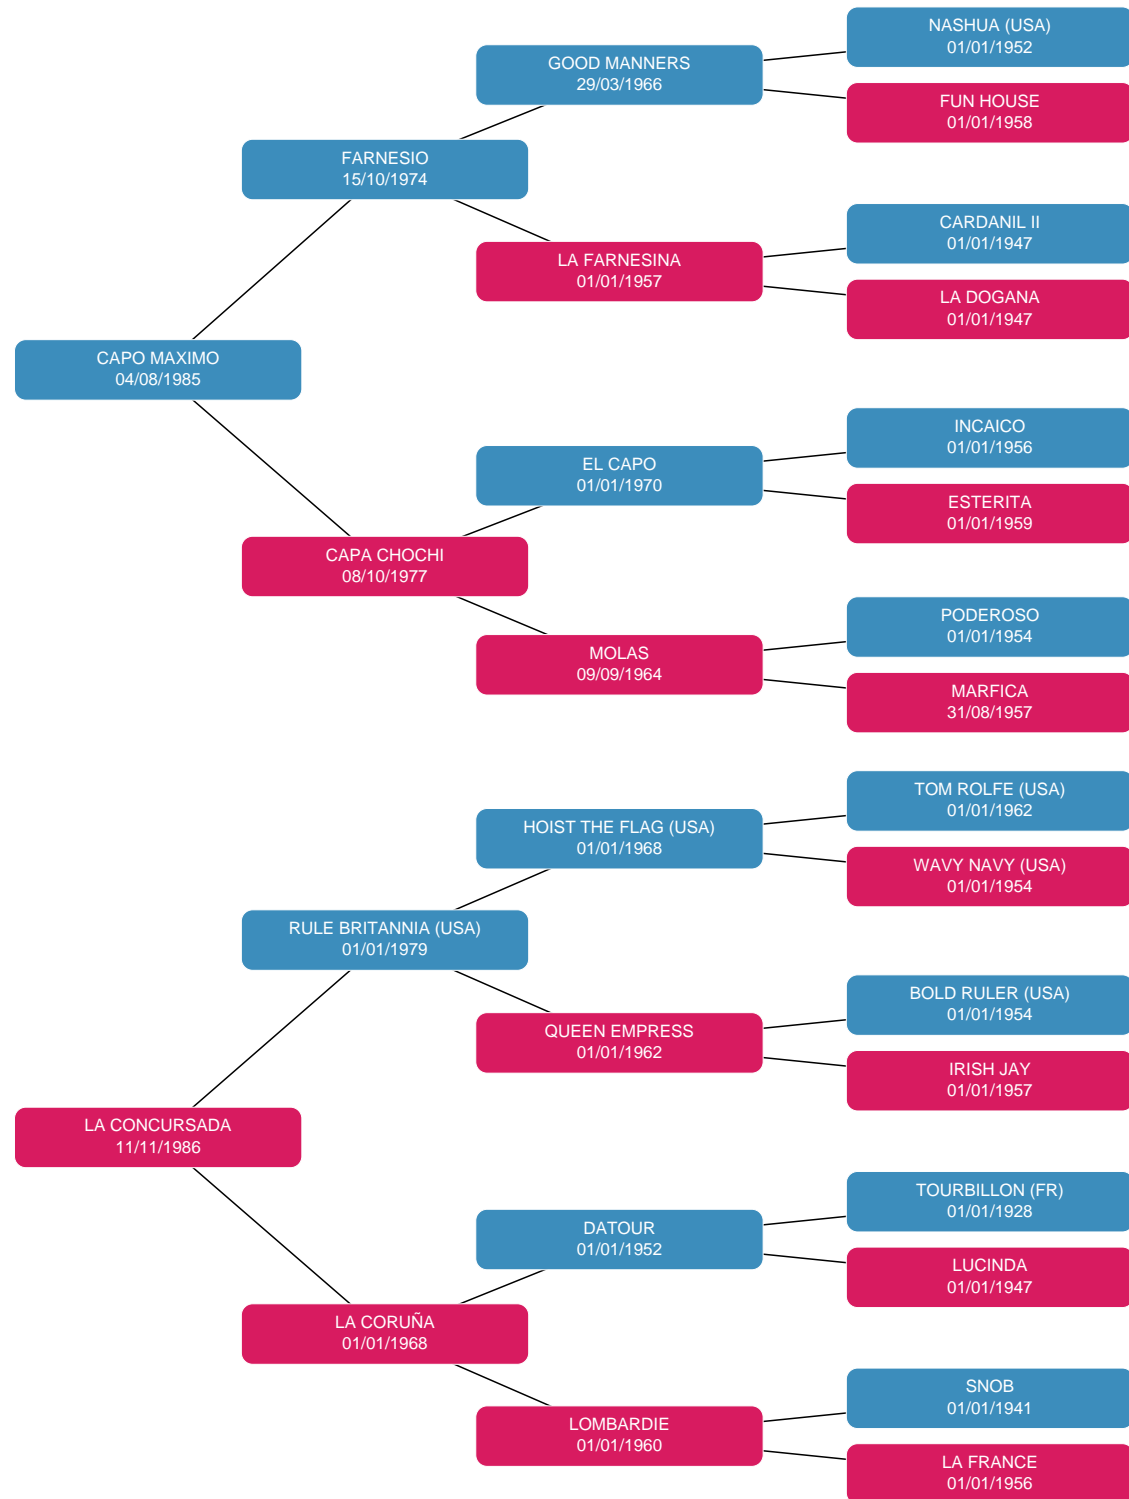 NASHUA (USA)
01/01/1952
GOOD MANNERS
29/03/1966
FUN HOUSE
01/01/1958
FARNESIO
15/10/1974
CARDANIL II
01/01/1947
LA FARNESINA
01/01/1957
LA DOGANA
01/01/1947
CAPO MAXIMO
04/08/1985
INCAICO
01/01/1956
EL CAPO
01/01/1970
ESTERITA
01/01/1959
CAPA CHOCHI
08/10/1977
PODEROSO
01/01/1954
MOLAS
09/09/1964
MARFICA
31/08/1957
TOM ROLFE (USA)
01/01/1962
HOIST THE FLAG (USA)
01/01/1968
WAVY NAVY (USA)
01/01/1954
RULE BRITANNIA (USA)
01/01/1979
BOLD RULER (USA)
01/01/1954
QUEEN EMPRESS
01/01/1962
IRISH JAY
01/01/1957
LA CONCURSADA
11/11/1986
TOURBILLON (FR)
01/01/1928
DATOUR
01/01/1952
LUCINDA
01/01/1947
LA CORUÑA
01/01/1968
SNOB
01/01/1941
LOMBARDIE
01/01/1960
LA FRANCE
01/01/1956